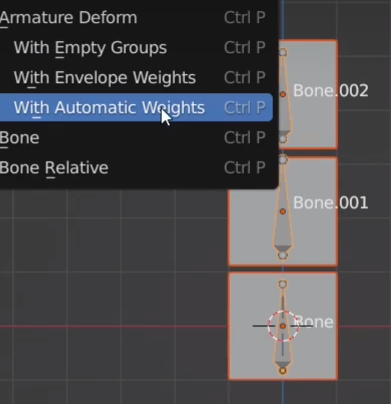 Armature Deform Ctrl P
With Empty Groups Ctrl P
With Envelope Weights Ctrl P
With Automatic Weights Ctrl P
Bone Ctrl P
Bone Relative Ctrl P
Bone.002
Bone.001
Bone